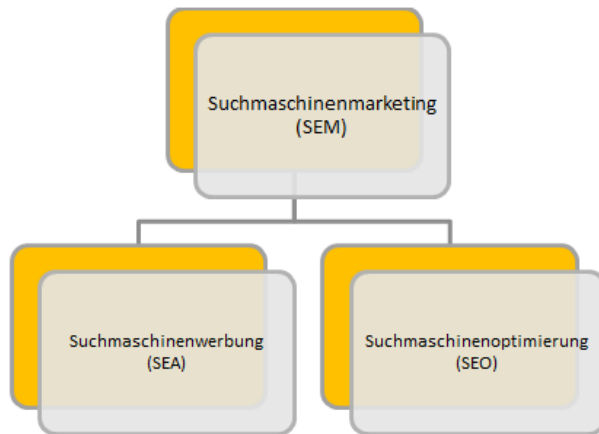 Suchmaschinenmarketing
(SEM)
Suchmaschinenwerbung
(SEA)
Suchmaschinenoptimierung
(SEO)